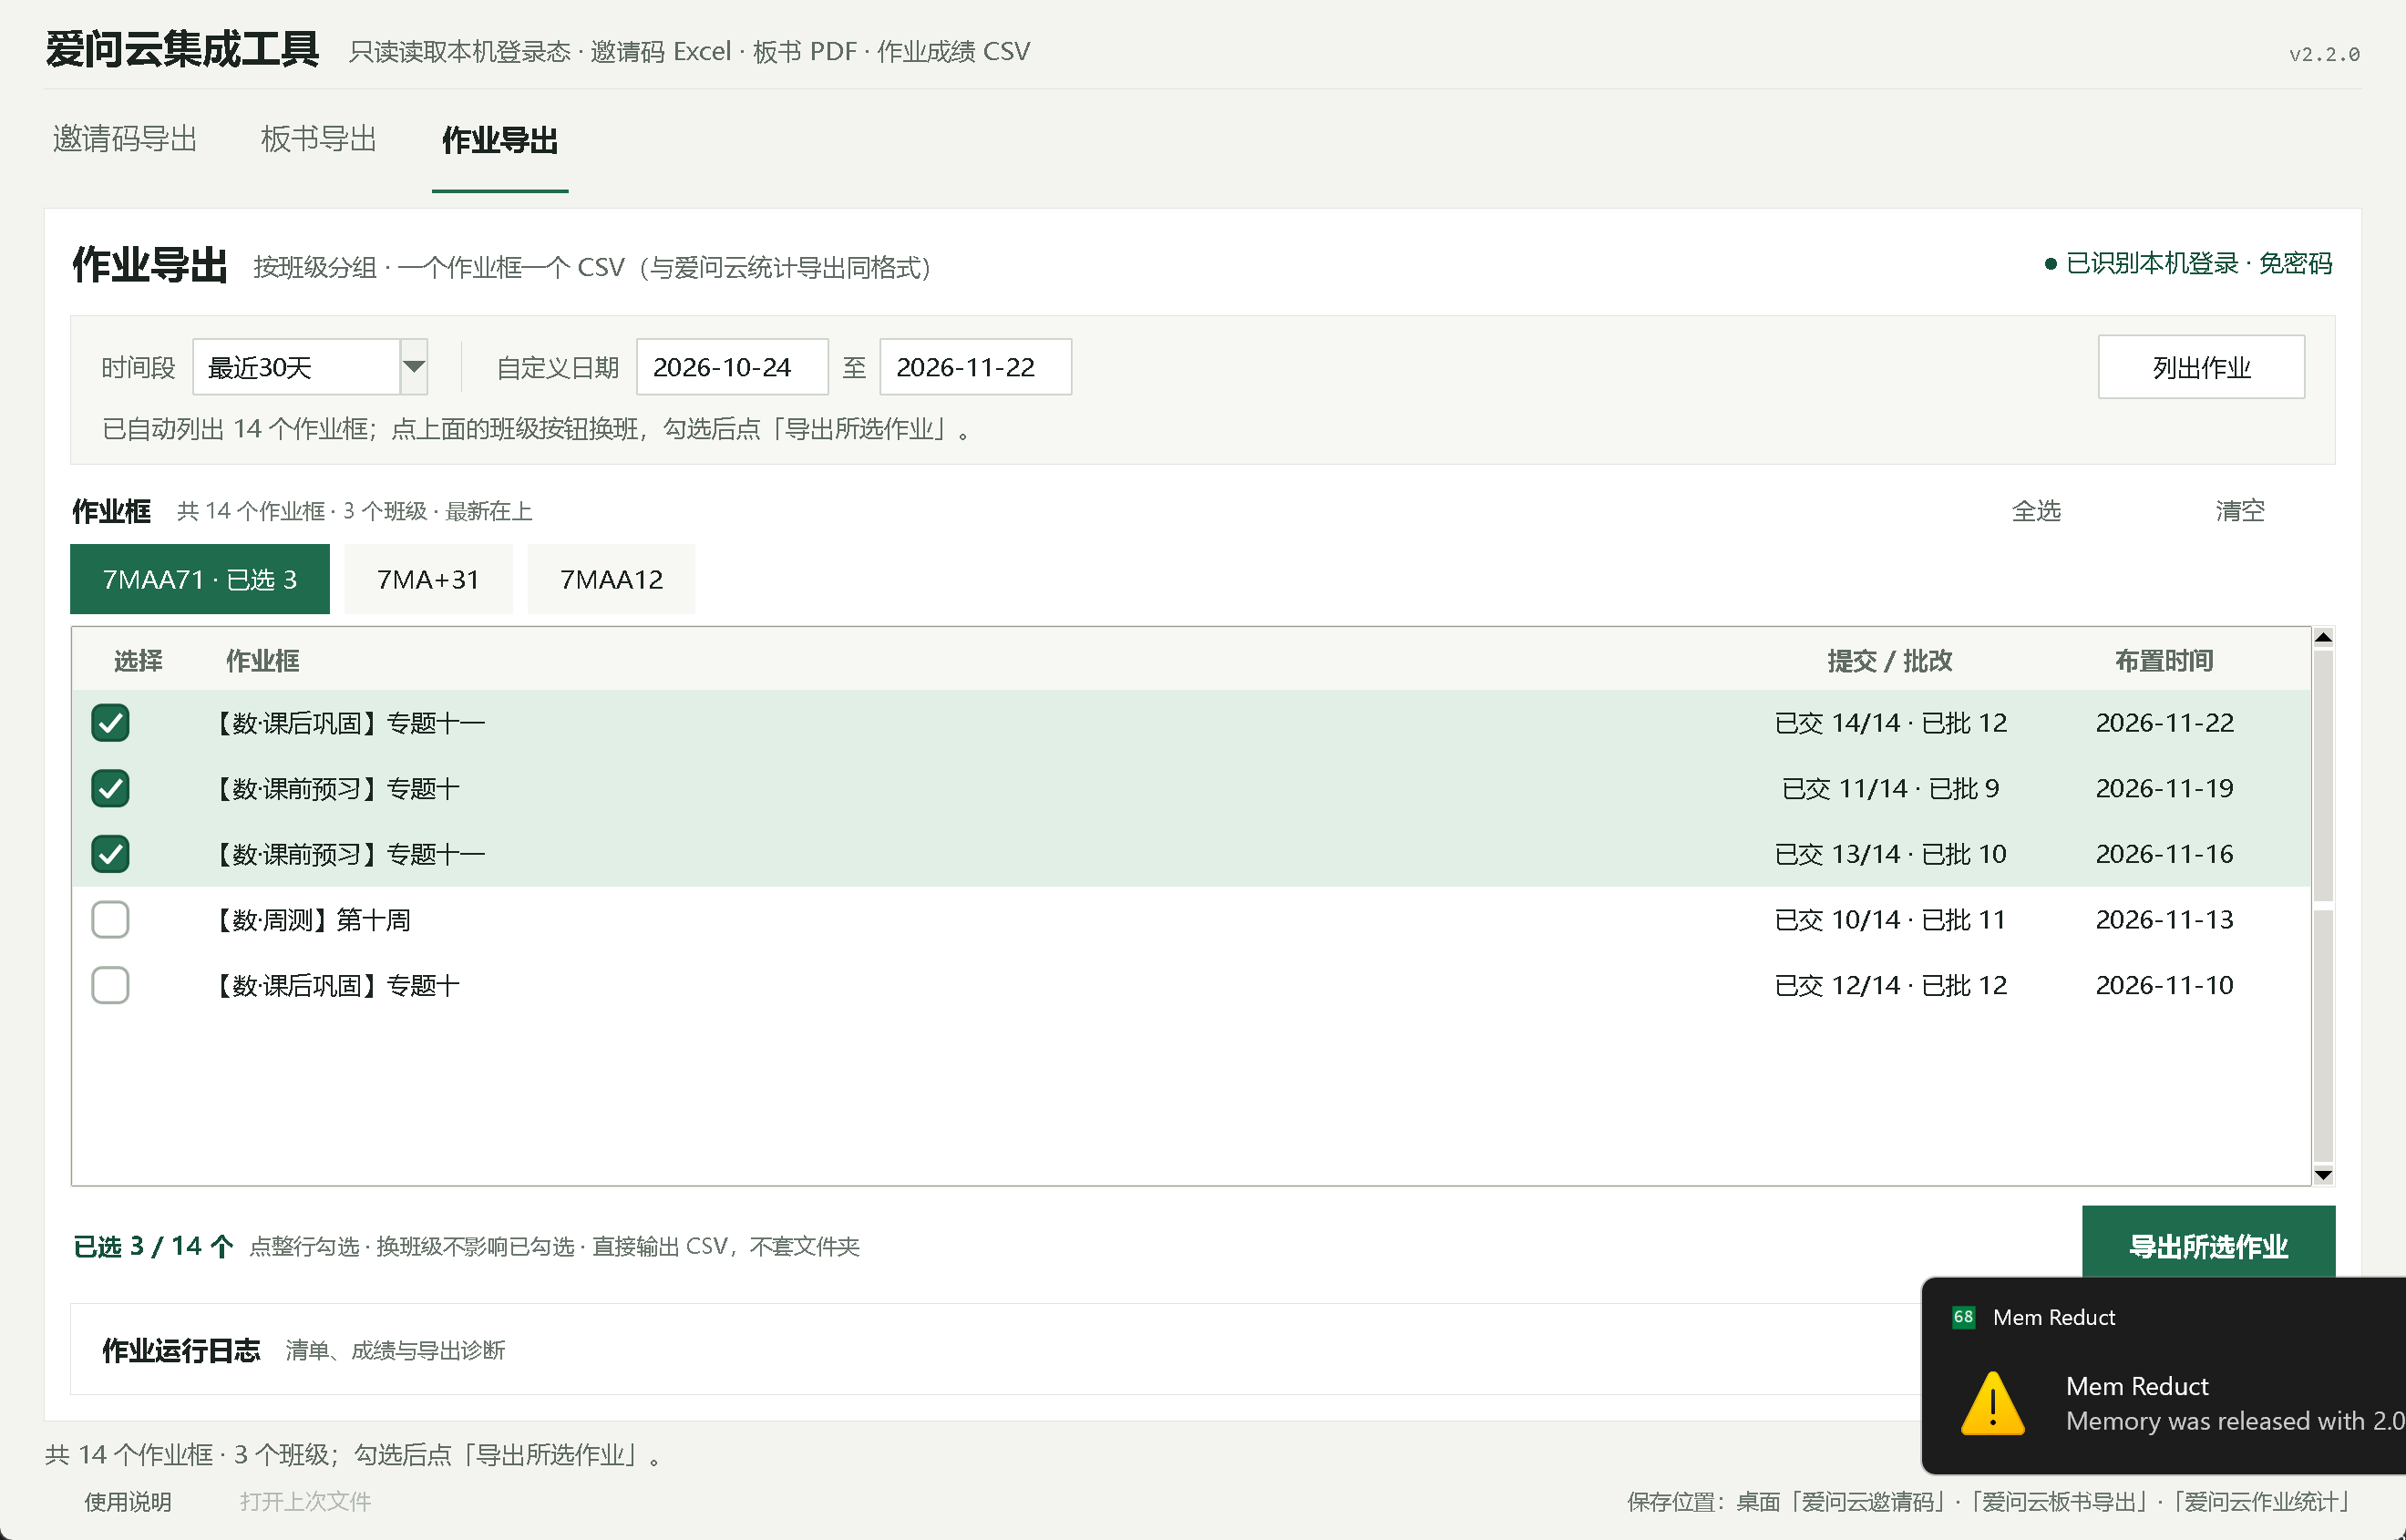 爱问云集成工具 只读读取本机登录态 · 邀请码 Excel · 板书 PDF · 作业成绩 CSV v2.2.0
邀请码导出 板书导出 作业导出
作业导出 按班级分组 · 一个作业框一个 CSV（与爱问云统计导出同格式） ● 已识别本机登录 · 免密码
时间段 最近30天 自定义日期 2026-10-24 至 2026-11-22 列出作业
已自动列出 14 个作业框；点上面的班级按钮换班，勾选后点「导出所选作业」。
作业框 共 14 个作业框 · 3 个班级 · 最新在上 全选 清空
7MAA71 · 已选 3 7MA+31 7MAA12
选择 作业框 提交 / 批改 布置时间
【数·课后巩固】专题十一 已交 14/14 · 已批 12 2026-11-22
【数·课前预习】专题十 已交 11/14 · 已批 9 2026-11-19
【数·课前预习】专题十一 已交 13/14 · 已批 10 2026-11-16
【数·周测】第十周 已交 10/14 · 已批 11 2026-11-13
【数·课后巩固】专题十 已交 12/14 · 已批 12 2026-11-10
已选 3 / 14 个 点整行勾选 · 换班级不影响已勾选 · 直接输出 CSV，不套文件夹 导出所选作业
作业运行日志 清单、成绩与导出诊断
68 Mem Reduct
Mem Reduct
Memory was released with 2.0
共 14 个作业框 · 3 个班级；勾选后点「导出所选作业」。
使用说明 打开上次文件 保存位置：桌面「爱问云邀请码」·「爱问云板书导出」·「爱问云作业统计」